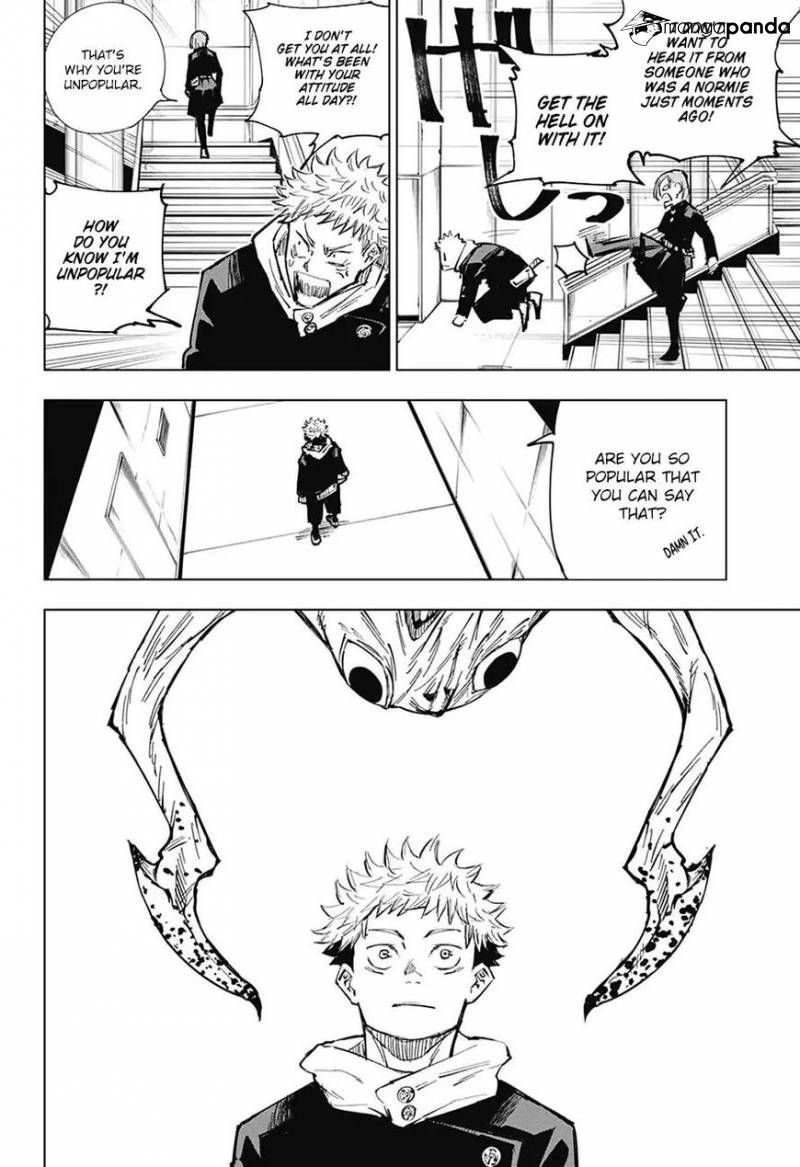 mangapanda
WANT TO
HEAR IT FROM
SOMEONE WHO
WAS A NORMIE
JUST MOMENTS
AGO!
GET THE
HELL ON
WITH IT!
I DON'T
GET YOU AT ALL!
WHAT'S BEEN
WITH YOUR
ATTITUDE
ALL DAY?!
THAT'S
WHY YOU'RE
UNPOPULAR.
HOW
DO YOU
KNOW I'M
UNPOPULAR
?!
ARE YOU SO
POPULAR THAT
YOU CAN SAY
THAT?
DAMN IT.